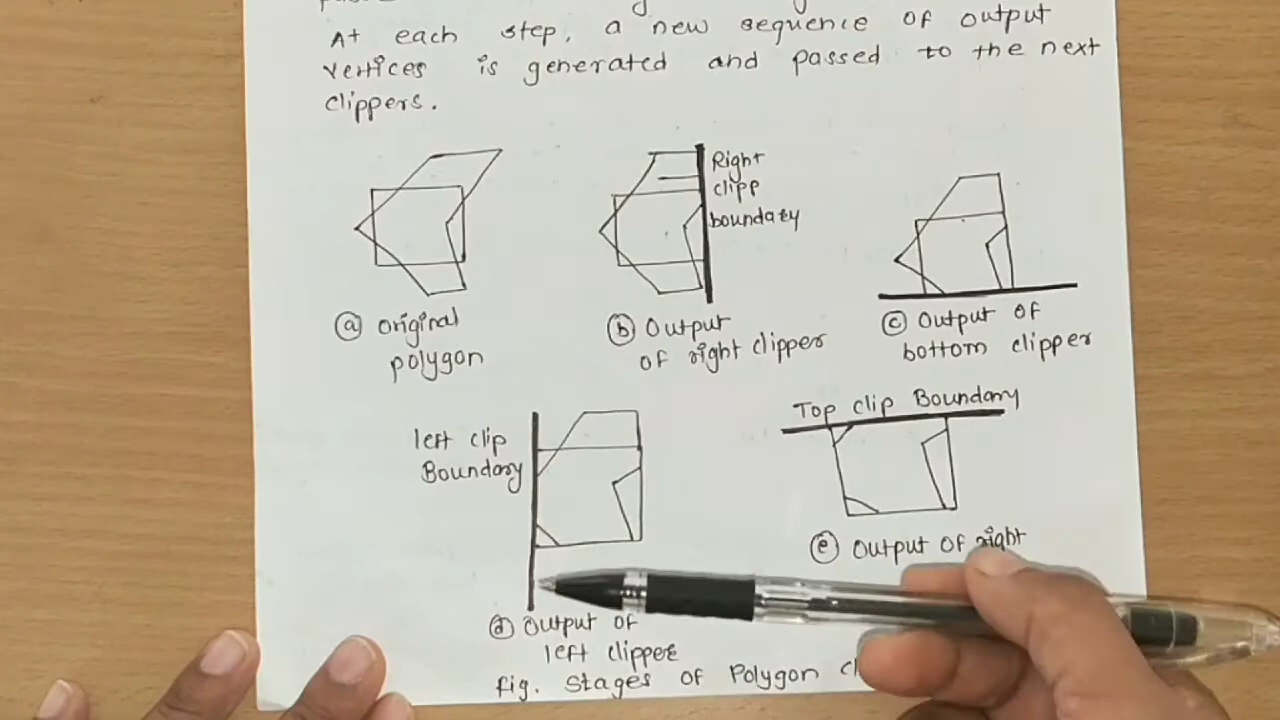 At each step, a new sequence of output
vertices is generated and passed to the next
clippers.
Right
clipp
boundary
(a) original
polygon
(b) Output
of right clipper
(c) Output of
bottom clipper
left clip
Boundary
Top clip Boundary
(d) Output of
left clipper
(e) Output of right
fig. Stages of Polygon